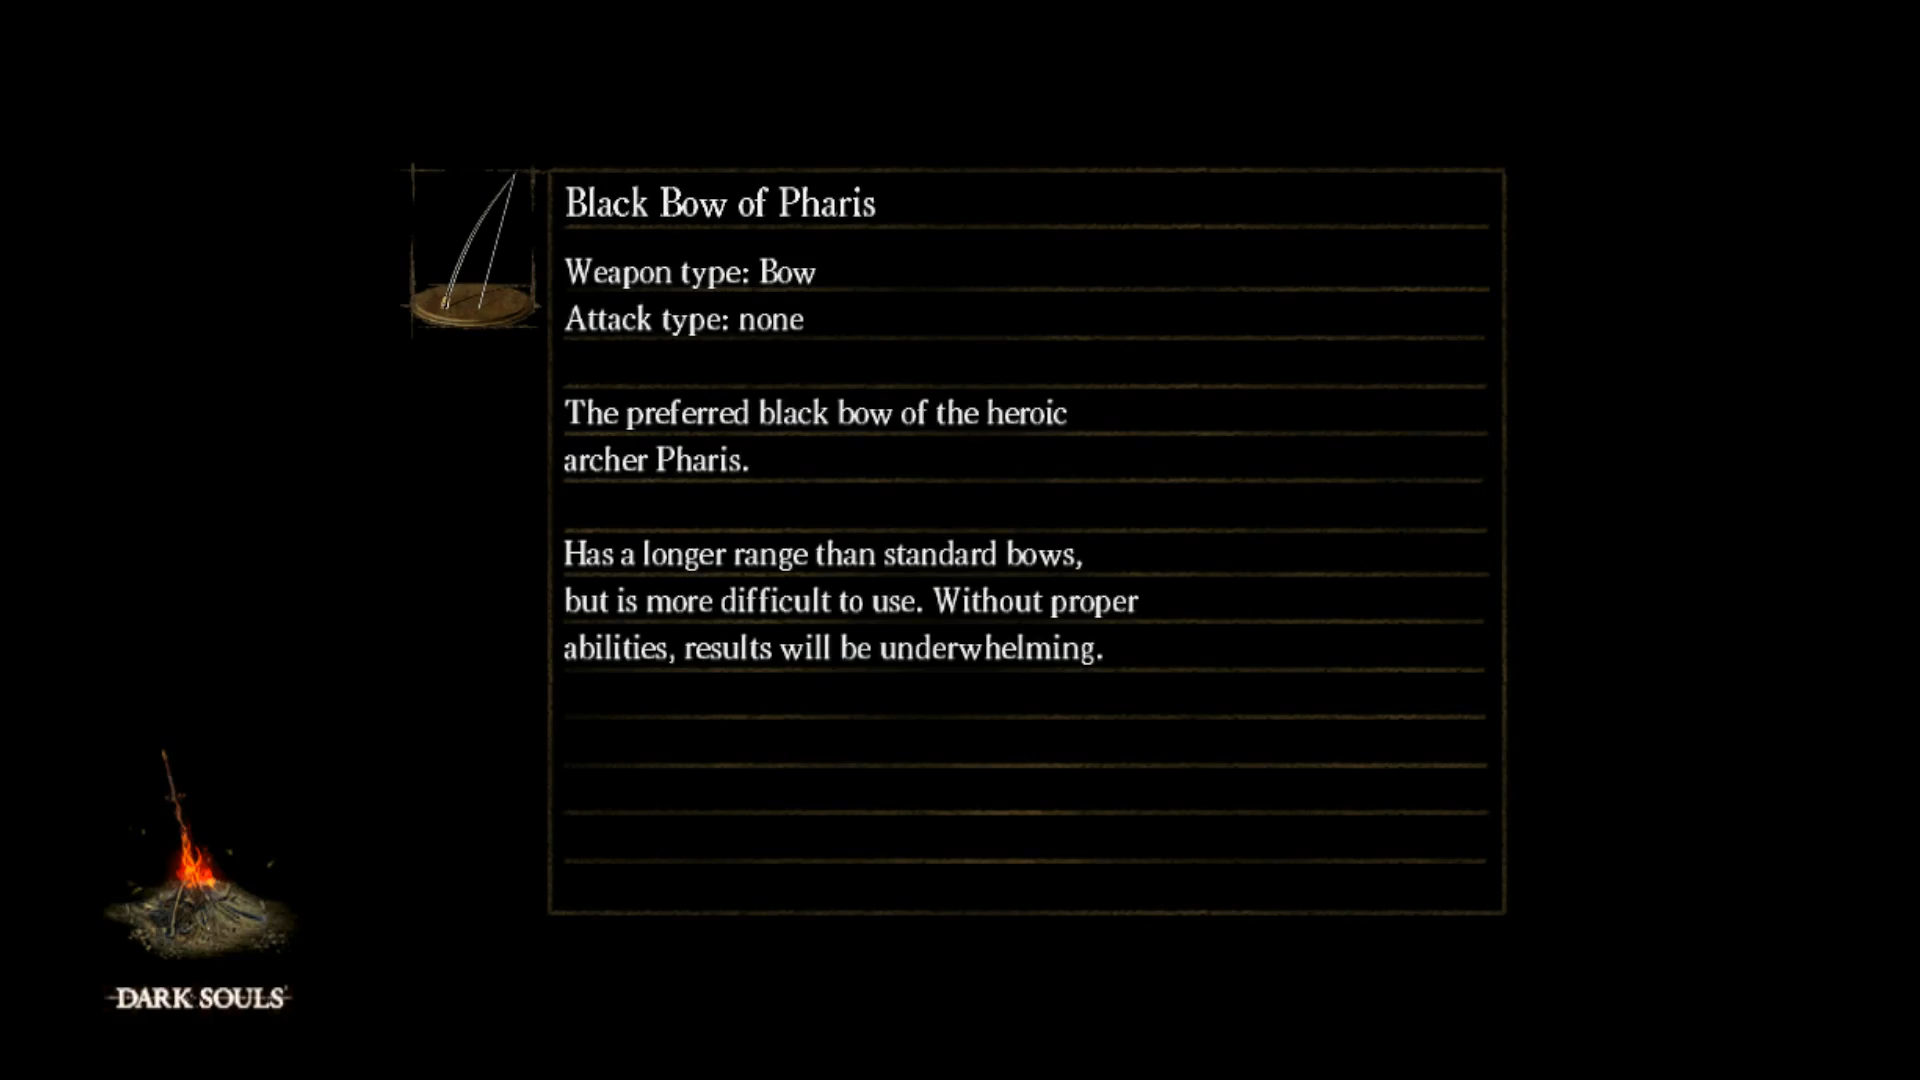 Black Bow of Pharis
Weapon type: Bow
Attack type: none
The preferred black bow of the heroic
archer Pharis.
Has a longer range than standard bows,
but is more difficult to use. Without proper
abilities, results will be underwhelming.
DARK SOULS